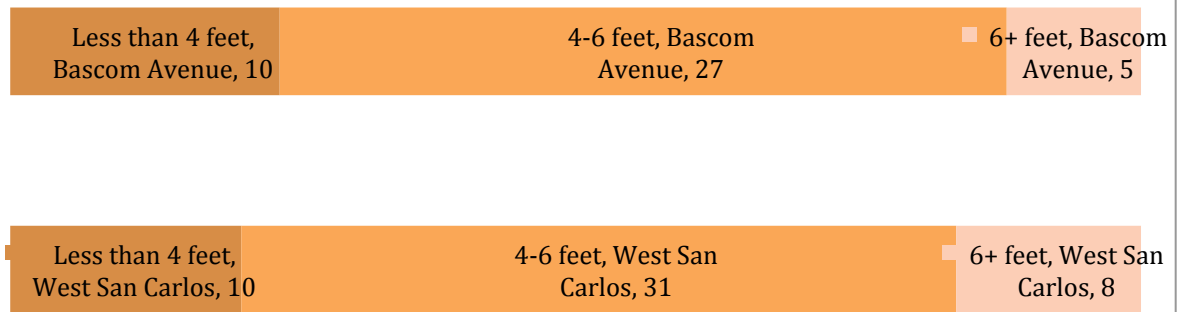 Less than 4 feet,
Bascom Avenue, 10
4-6 feet, Bascom
Avenue, 27
6+ feet, Bascom
Avenue, 5
Less than 4 feet,
West San Carlos, 10
4-6 feet, West San
Carlos, 31
6+ feet, West San
Carlos, 8